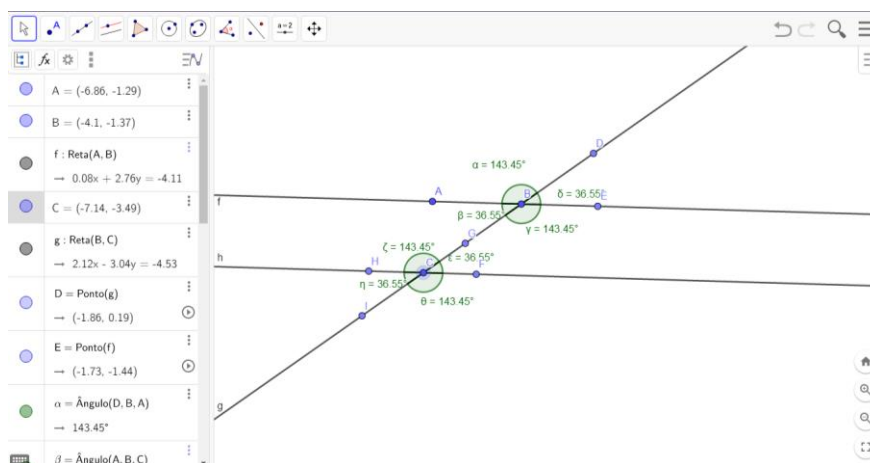 A
a=2
A = (-6.86, -1.29)
B = (-4.1, -1.37)
f : Reta(A, B)
→ 0.08x + 2.76y = -4.11
C = (-7.14, -3.49)
g : Reta(B, C)
→ 2.12x - 3.04y = -4.53
D = Ponto(g)
→ (-1.86, 0.19)
E = Ponto(f)
→ (-1.73, -1.44)
α = Ângulo(D, B, A)
→ 143.45°
β = Ângulo(A, B, C)
D
α = 143.45°
A
B
δ = 36.55°
E
f
β = 36.55°
γ = 143.45°
G
ζ = 143.45°
ε = 36.55°
h
H
C
F
η = 36.55°
θ = 143.45°
I
g